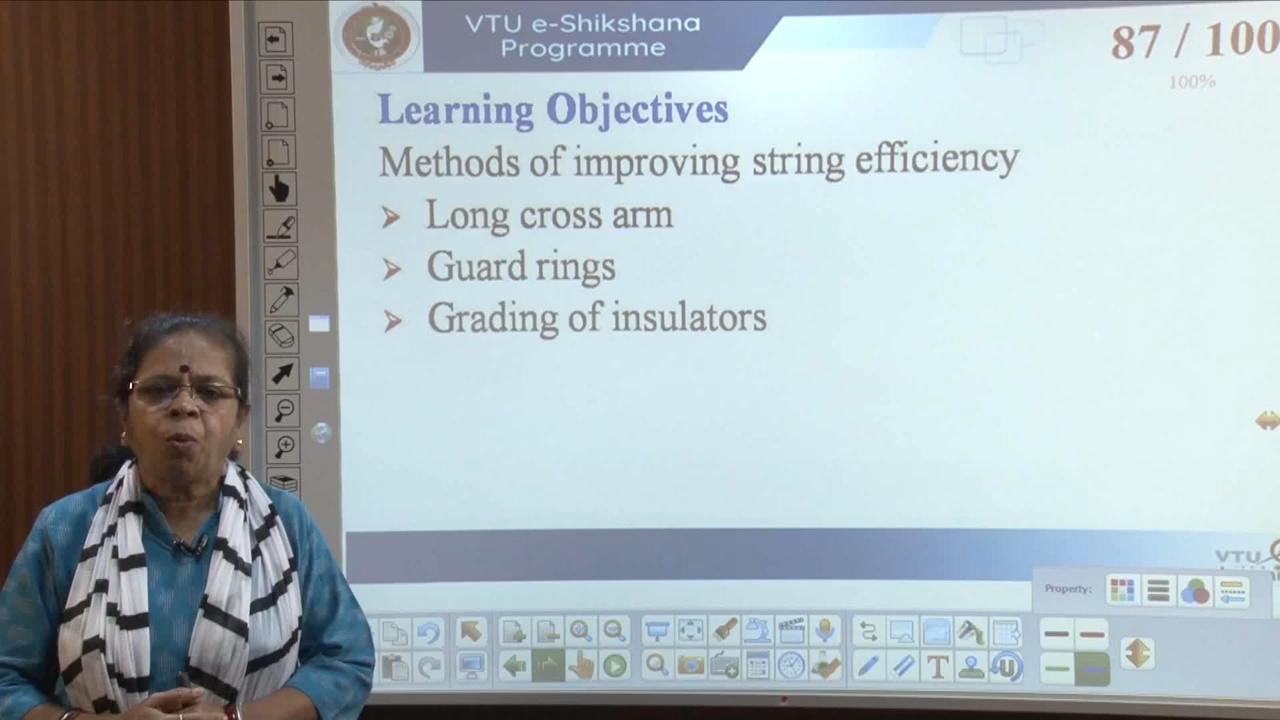 VTU e-Shikshana
Programme
87 / 100
100%
Learning Objectives
Methods of improving string efficiency
➢ Long cross arm
➢ Guard rings
➢ Grading of insulators
VTU
Property: